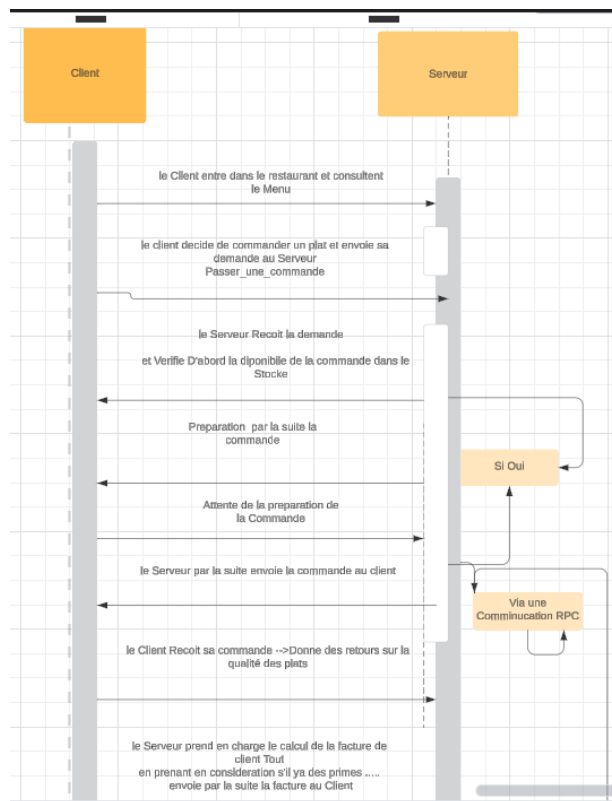 Client
Serveur
le Client entre dans le restaurant et consultent
le Menu
le client decide de commander un plat et envoie sa
demande au Serveur
Passer_une_commande
le Serveur Recoit la demande
et Verifie D'abord la diponibile de la commande dans le
Stocke
Preparation  par la suite la
commande
Si Oui
Attente de la preparation de
la Commande
le Serveur par la suite envoie la commande au client
Via une
Comminucation RPC
le Client Recoit sa commande -->Donne des retours sur la
qualité des plats
le Serveur prend en charge le calcul de la facture de
client Tout
en prenant en consideration s'il ya des primes .....
envoie par la suite la facture au Client